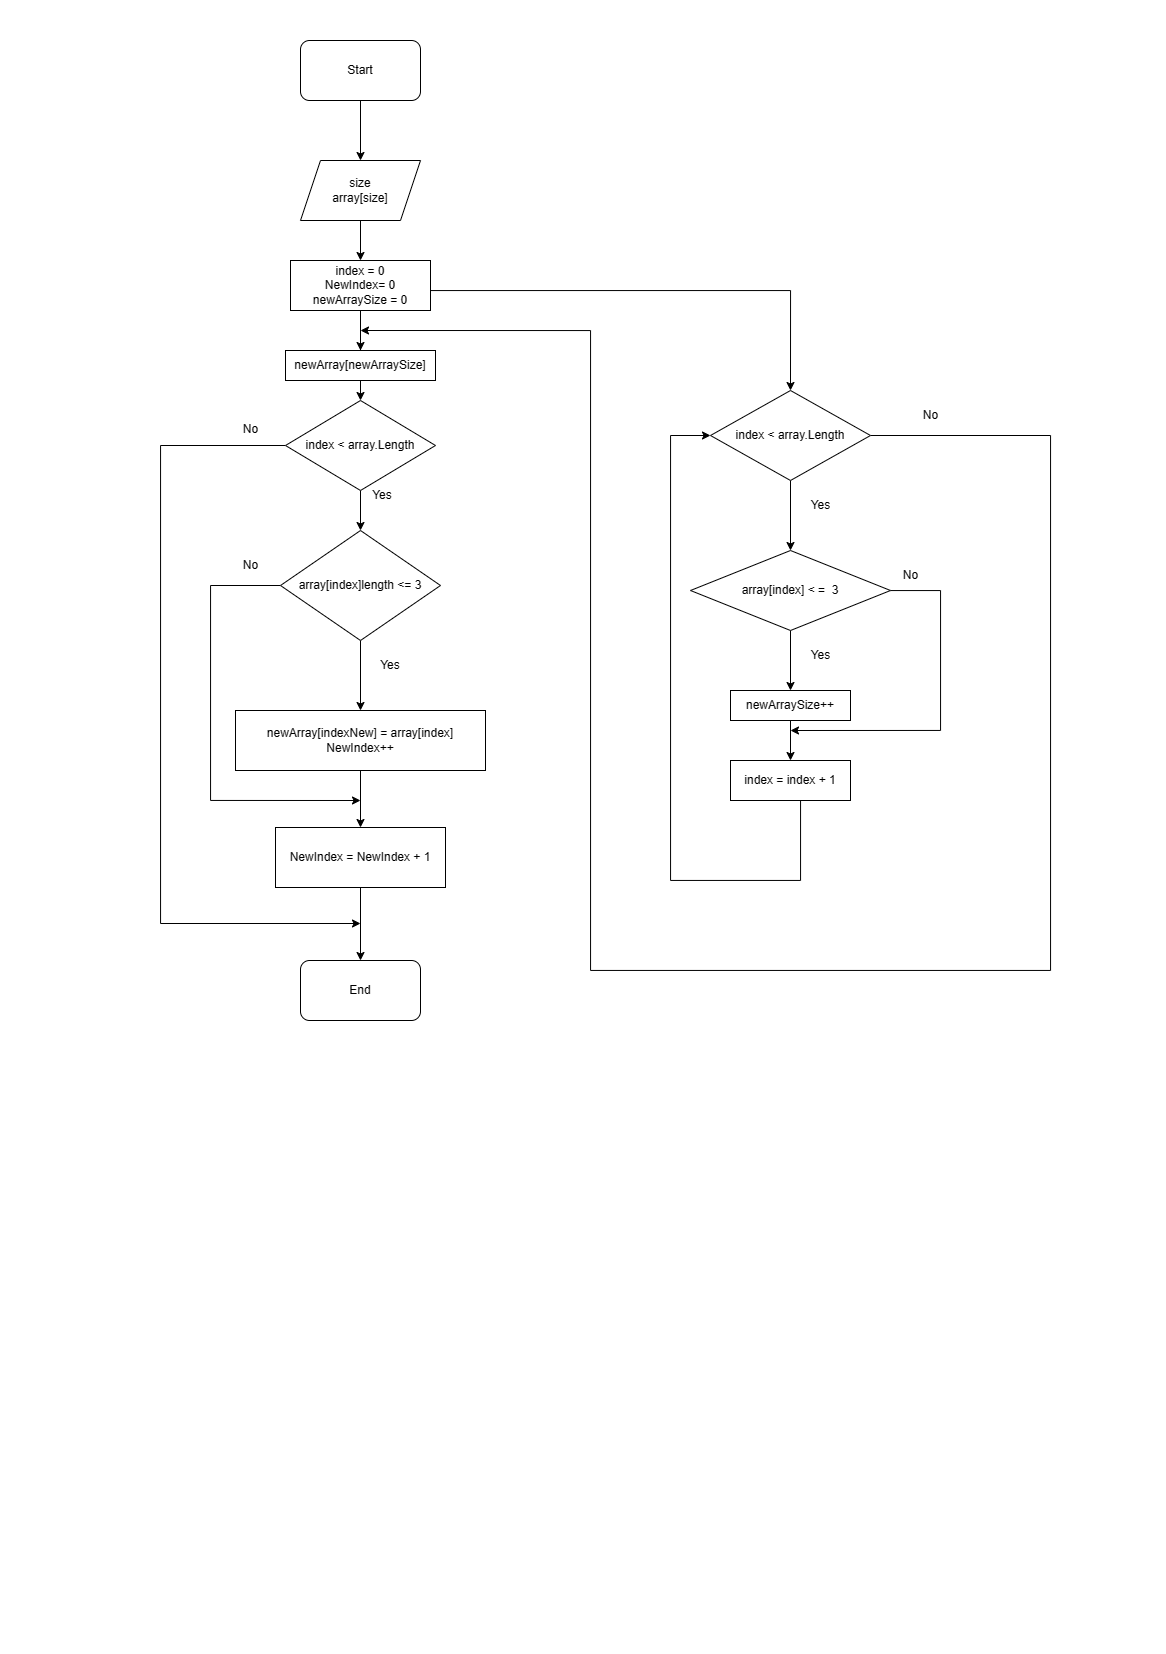 Start
size
array[size]
index = 0
NewIndex= 0
newArraySize = 0
newArray[newArraySize]
index < array.Length
No
Yes
array[index]length <= 3
No
Yes
newArray[indexNew] = array[index]
NewIndex++
NewIndex = NewIndex + 1
End
index < array.Length
No
Yes
array[index] < = 3
No
Yes
newArraySize++
index = index + 1